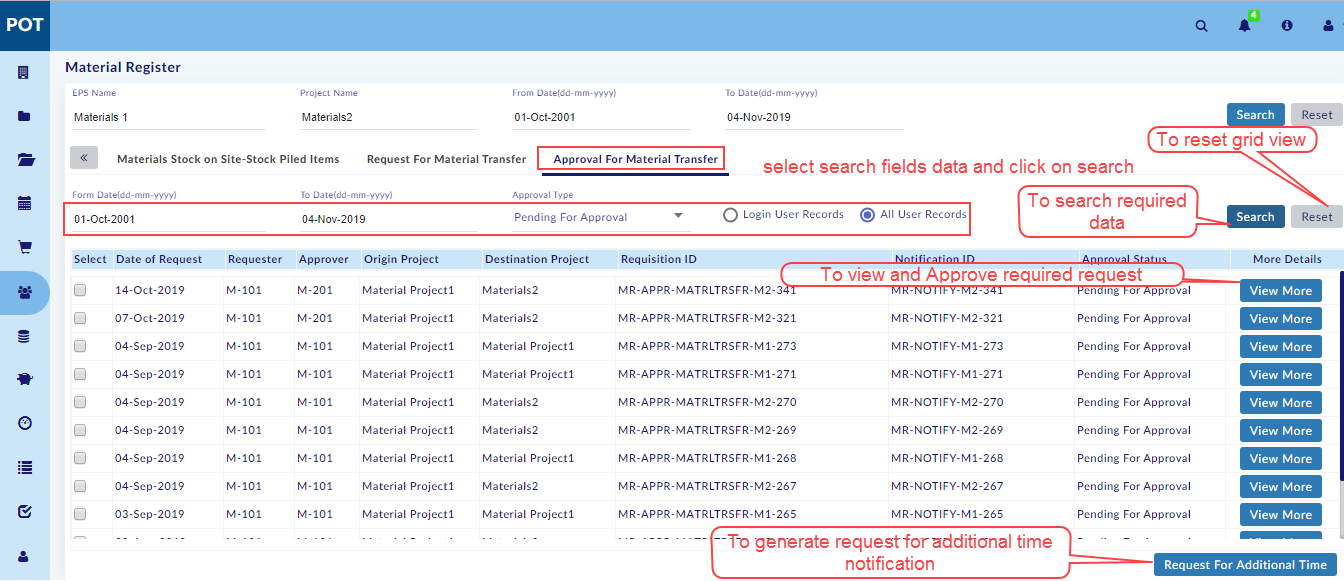 POT
4
Material Register
EPS Name Project Name From Date(dd-mm-yyyy) To Date(dd-mm-yyyy)
Materials 1 Materials2 01-Oct-2001 04-Nov-2019 Search Reset
To reset grid view
« Materials Stock on Site-Stock Piled Items Request For Material Transfer Approval For Material Transfer
select search fields data and click on search
Form Date(dd-mm-yyyy) To Date(dd-mm-yyyy) Approval Type
To search required
data
01-Oct-2001 04-Nov-2019 Pending For Approval Login User Records All User Records Search Reset
Select Date of Request Requester Approver Origin Project Destination Project Requisition ID Notification ID Approval Status More Details
To view and Approve required request
14-Oct-2019 M-101 M-201 Material Project1 Materials2 MR-APPR-MATRLTRSFR-M2-341 MR-NOTIFY-M2-341 Pending For Approval View More
07-Oct-2019 M-101 M-201 Material Project1 Materials2 MR-APPR-MATRLTRSFR-M2-321 MR-NOTIFY-M2-321 Pending For Approval View More
04-Sep-2019 M-101 M-101 Material Project1 Material Project1 MR-APPR-MATRLTRSFR-M1-273 MR-NOTIFY-M1-273 Pending For Approval View More
04-Sep-2019 M-101 M-101 Material Project1 Material Project1 MR-APPR-MATRLTRSFR-M1-271 MR-NOTIFY-M1-271 Pending For Approval View More
04-Sep-2019 M-101 M-101 Material Project1 Materials2 MR-APPR-MATRLTRSFR-M2-270 MR-NOTIFY-M2-270 Pending For Approval View More
04-Sep-2019 M-101 M-101 Material Project1 Materials2 MR-APPR-MATRLTRSFR-M2-269 MR-NOTIFY-M2-269 Pending For Approval View More
04-Sep-2019 M-101 M-101 Material Project1 Material Project1 MR-APPR-MATRLTRSFR-M1-268 MR-NOTIFY-M1-268 Pending For Approval View More
04-Sep-2019 M-101 M-101 Material Project1 Materials2 MR-APPR-MATRLTRSFR-M2-267 MR-NOTIFY-M2-267 Pending For Approval View More
03-Sep-2019 M-101 M-101 Material Project1 Material Project1 MR-APPR-MATRLTRSFR-M1-265 MR-NOTIFY-M1-265 Pending For Approval View More
To generate request for additional time
notification
Request For Additional Time